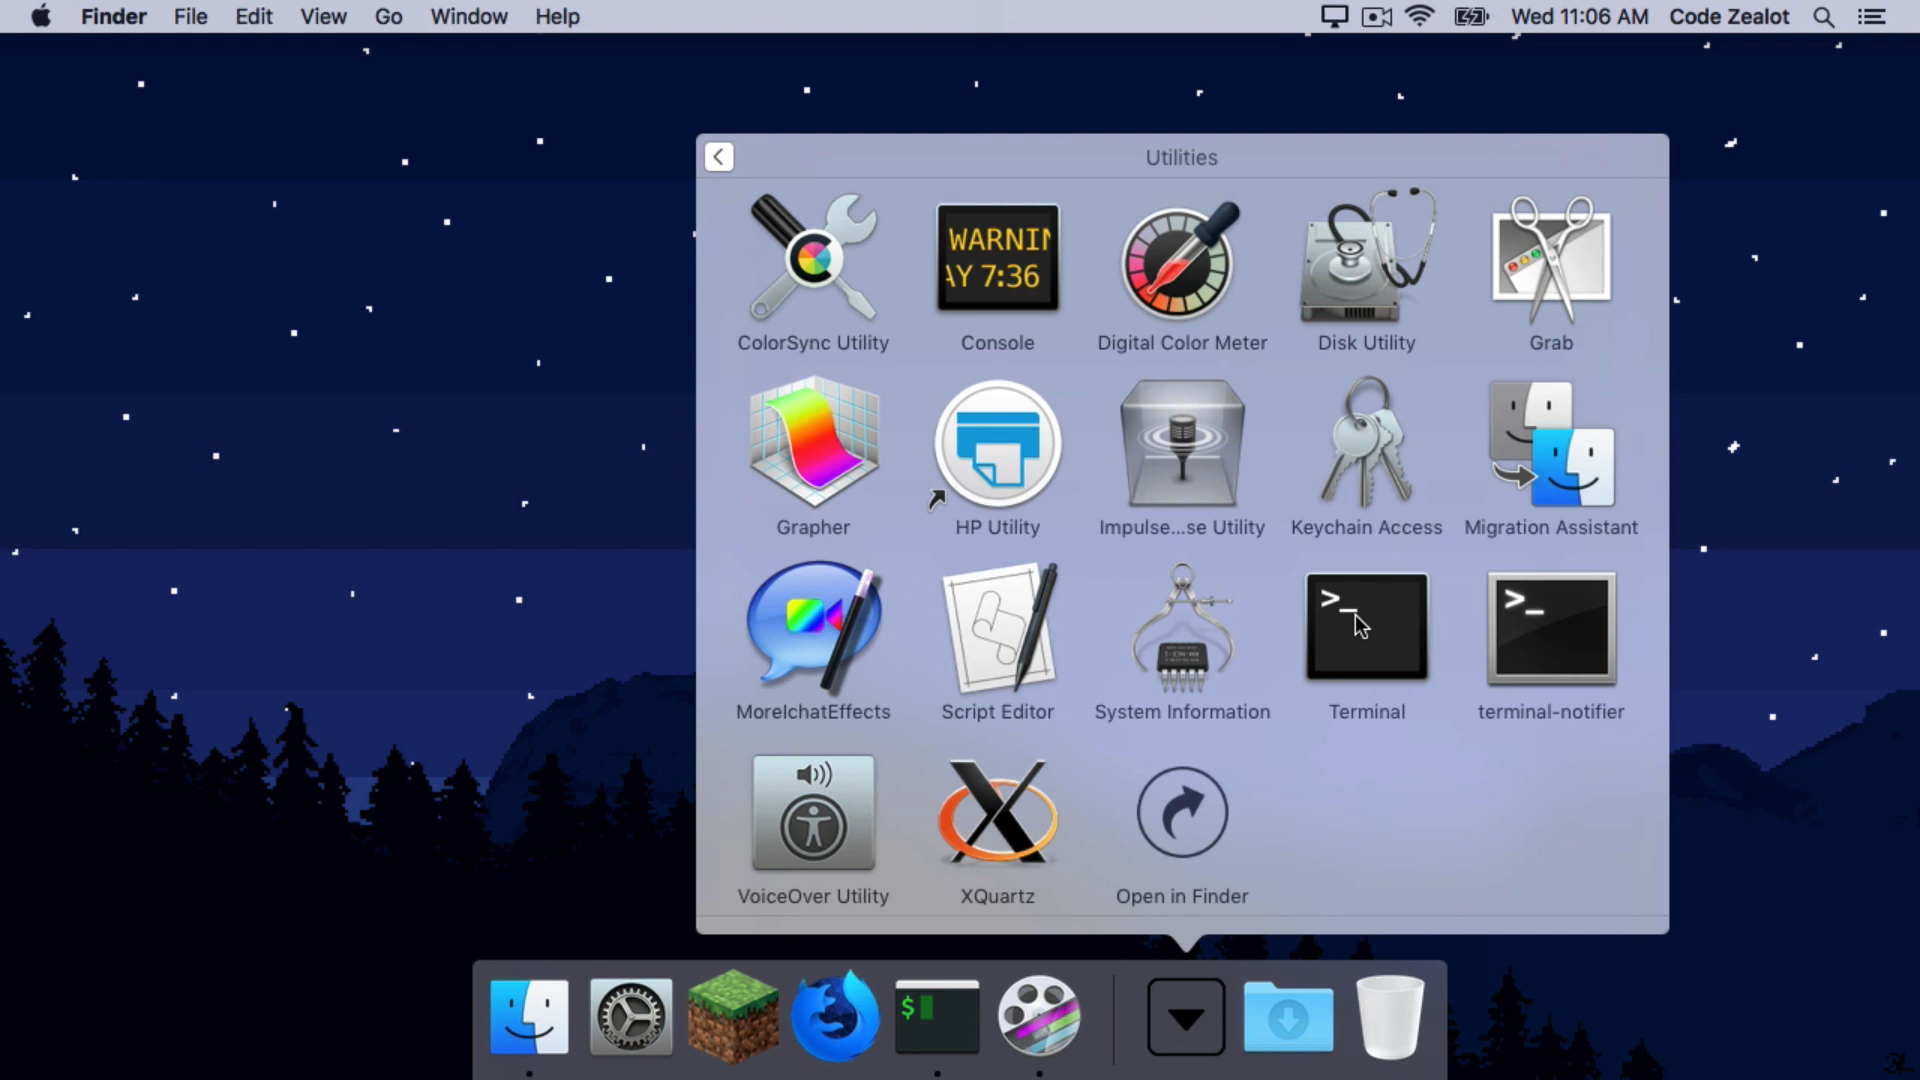 Finder File Edit View Go Window Help Wed 11:06 AM Code Zealot
Utilities
WARNIN
AY 7:36
ColorSync Utility Console Digital Color Meter Disk Utility Grab
Grapher HP Utility Impulse...se Utility Keychain Access Migration Assistant
>_ >_
MoreIchatEffects Script Editor System Information Terminal terminal-notifier
VoiceOver Utility XQuartz Open in Finder
$